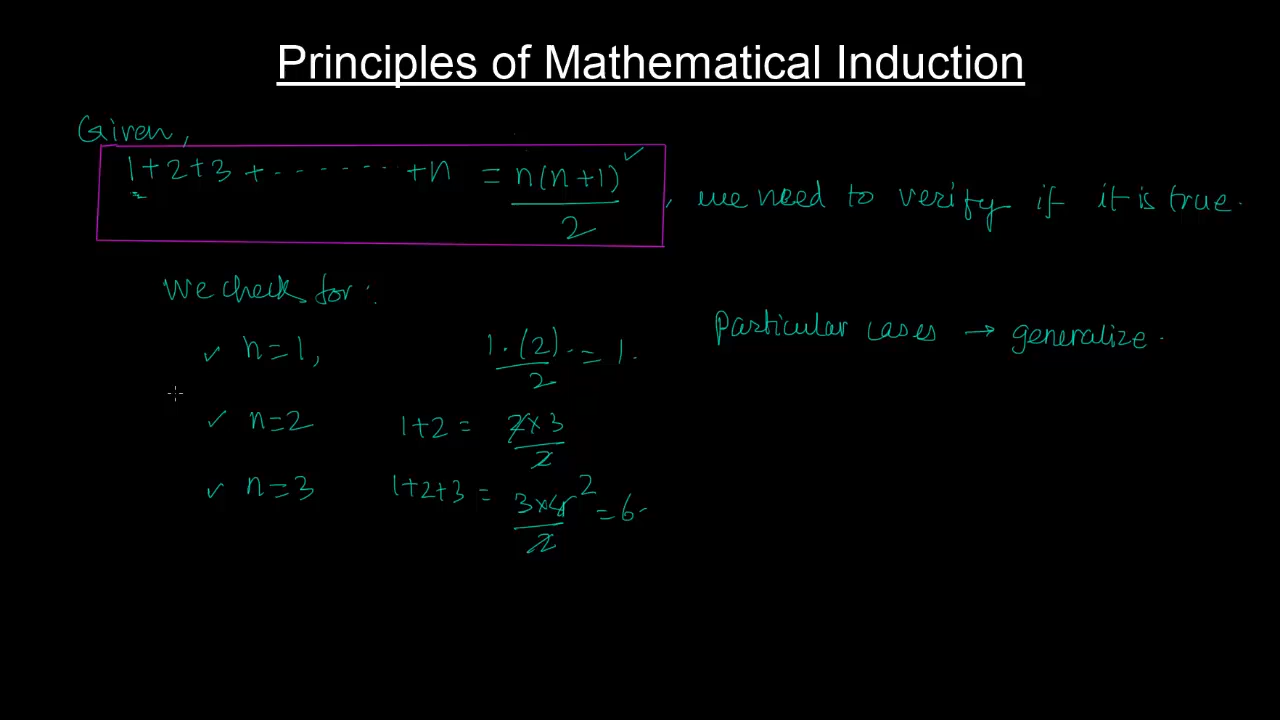 Principles of Mathematical Induction
Given,
1+2+3+·······+n = n(n+1)/2 ✓, we need to verify if it is true.
We check for:
Particular cases → generalize.
✓ n=1, 1·(2)/2 = 1.
✓ n=2 1+2 = 2×3/2
✓ n=3 1+2+3 = 3×4/2 2 = 6